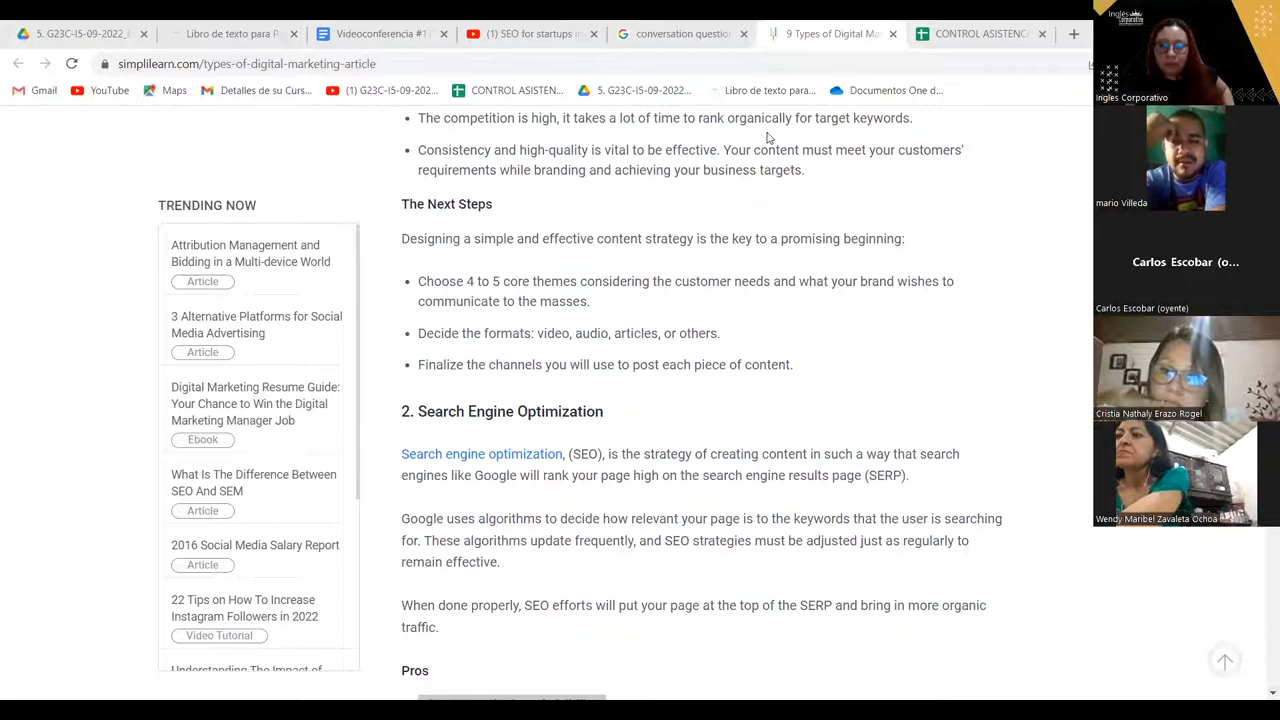 5. G23C-I5-09-2022_
Libro de texto para P
Videoconferencia #1
(1) SEO for startups in
conversation questio
9 Types of Digital Ma
CONTROL ASISTENC
simplilearn.com/types-of-digital-marketing-article
Gmail
YouTube
Maps
Detalles de su Curs...
(1) G23C-I5-09-202...
CONTROL ASISTEN...
5. G23C-I5-09-2022...
Libro de texto para...
Documentos One d...
The competition is high, it takes a lot of time to rank organically for target keywords.
Consistency and high-quality is vital to be effective. Your content must meet your customers'
requirements while branding and achieving your business targets.
TRENDING NOW
Attribution Management and
Bidding in a Multi-device World
Article
3 Alternative Platforms for Social
Media Advertising
Article
Digital Marketing Resume Guide:
Your Chance to Win the Digital
Marketing Manager Job
Ebook
What Is The Difference Between
SEO And SEM
Article
2016 Social Media Salary Report
Article
22 Tips on How To Increase
Instagram Followers in 2022
Video Tutorial
Understanding The Impact of
The Next Steps
Designing a simple and effective content strategy is the key to a promising beginning:
Choose 4 to 5 core themes considering the customer needs and what your brand wishes to
communicate to the masses.
Decide the formats: video, audio, articles, or others.
Finalize the channels you will use to post each piece of content.
2. Search Engine Optimization
Search engine optimization, (SEO), is the strategy of creating content in such a way that search
engines like Google will rank your page high on the search engine results page (SERP).
Google uses algorithms to decide how relevant your page is to the keywords that the user is searching
for. These algorithms update frequently, and SEO strategies must be adjusted just as regularly to
remain effective.
When done properly, SEO efforts will put your page at the top of the SERP and bring in more organic
traffic.
Pros
Inglés
Corporativo
Ingles Corporativo
mario Villeda
Carlos Escobar (o...
Carlos Escobar (oyente)
Cristia Nathaly Erazo Rogel
Wendy Maribel Zavaleta Ochoa